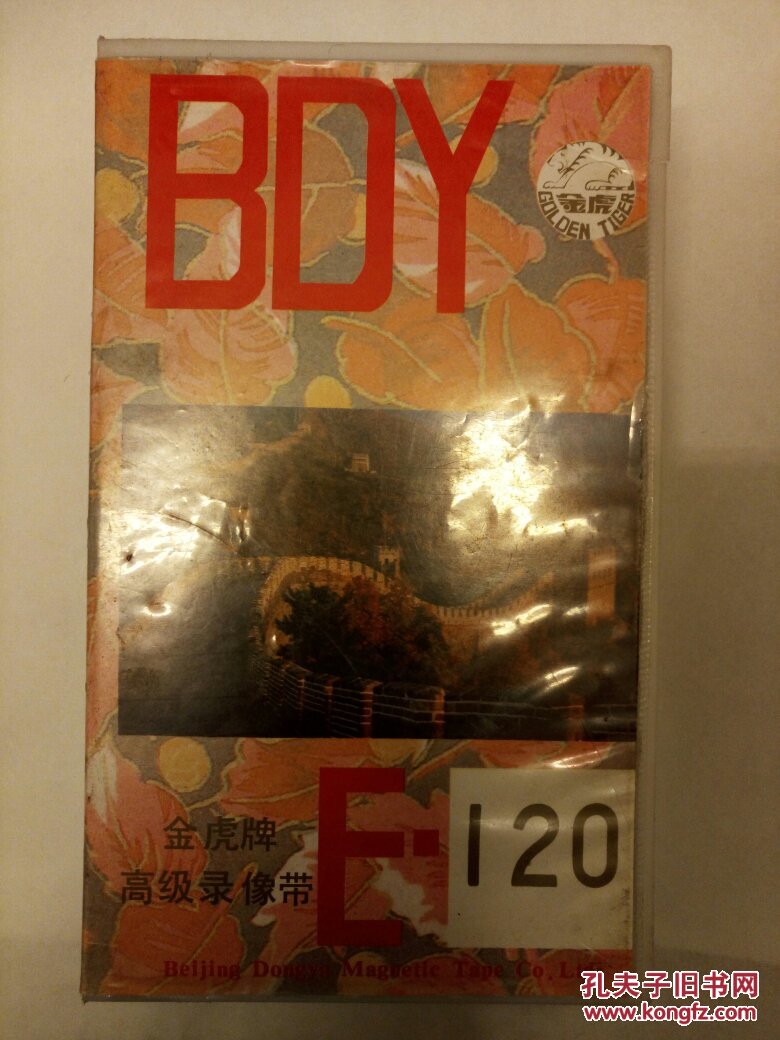 BDY
金虎
GOLDEN TIGER
金虎牌
高级录像带
E·120
Beijing Magnetic Tape Co.
孔夫子旧书网
www.kongfz.com